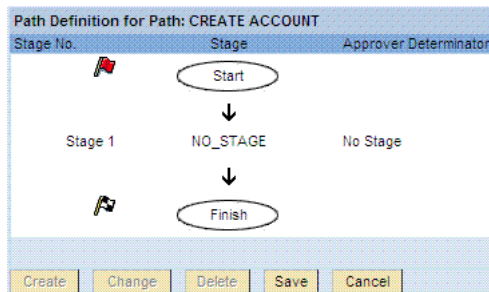 Path Definition for Path: CREATE ACCOUNT
Stage No. Stage Approver Determinator
Start
Stage 1 NO_STAGE No Stage
Finish
Create Change Delete Save Cancel